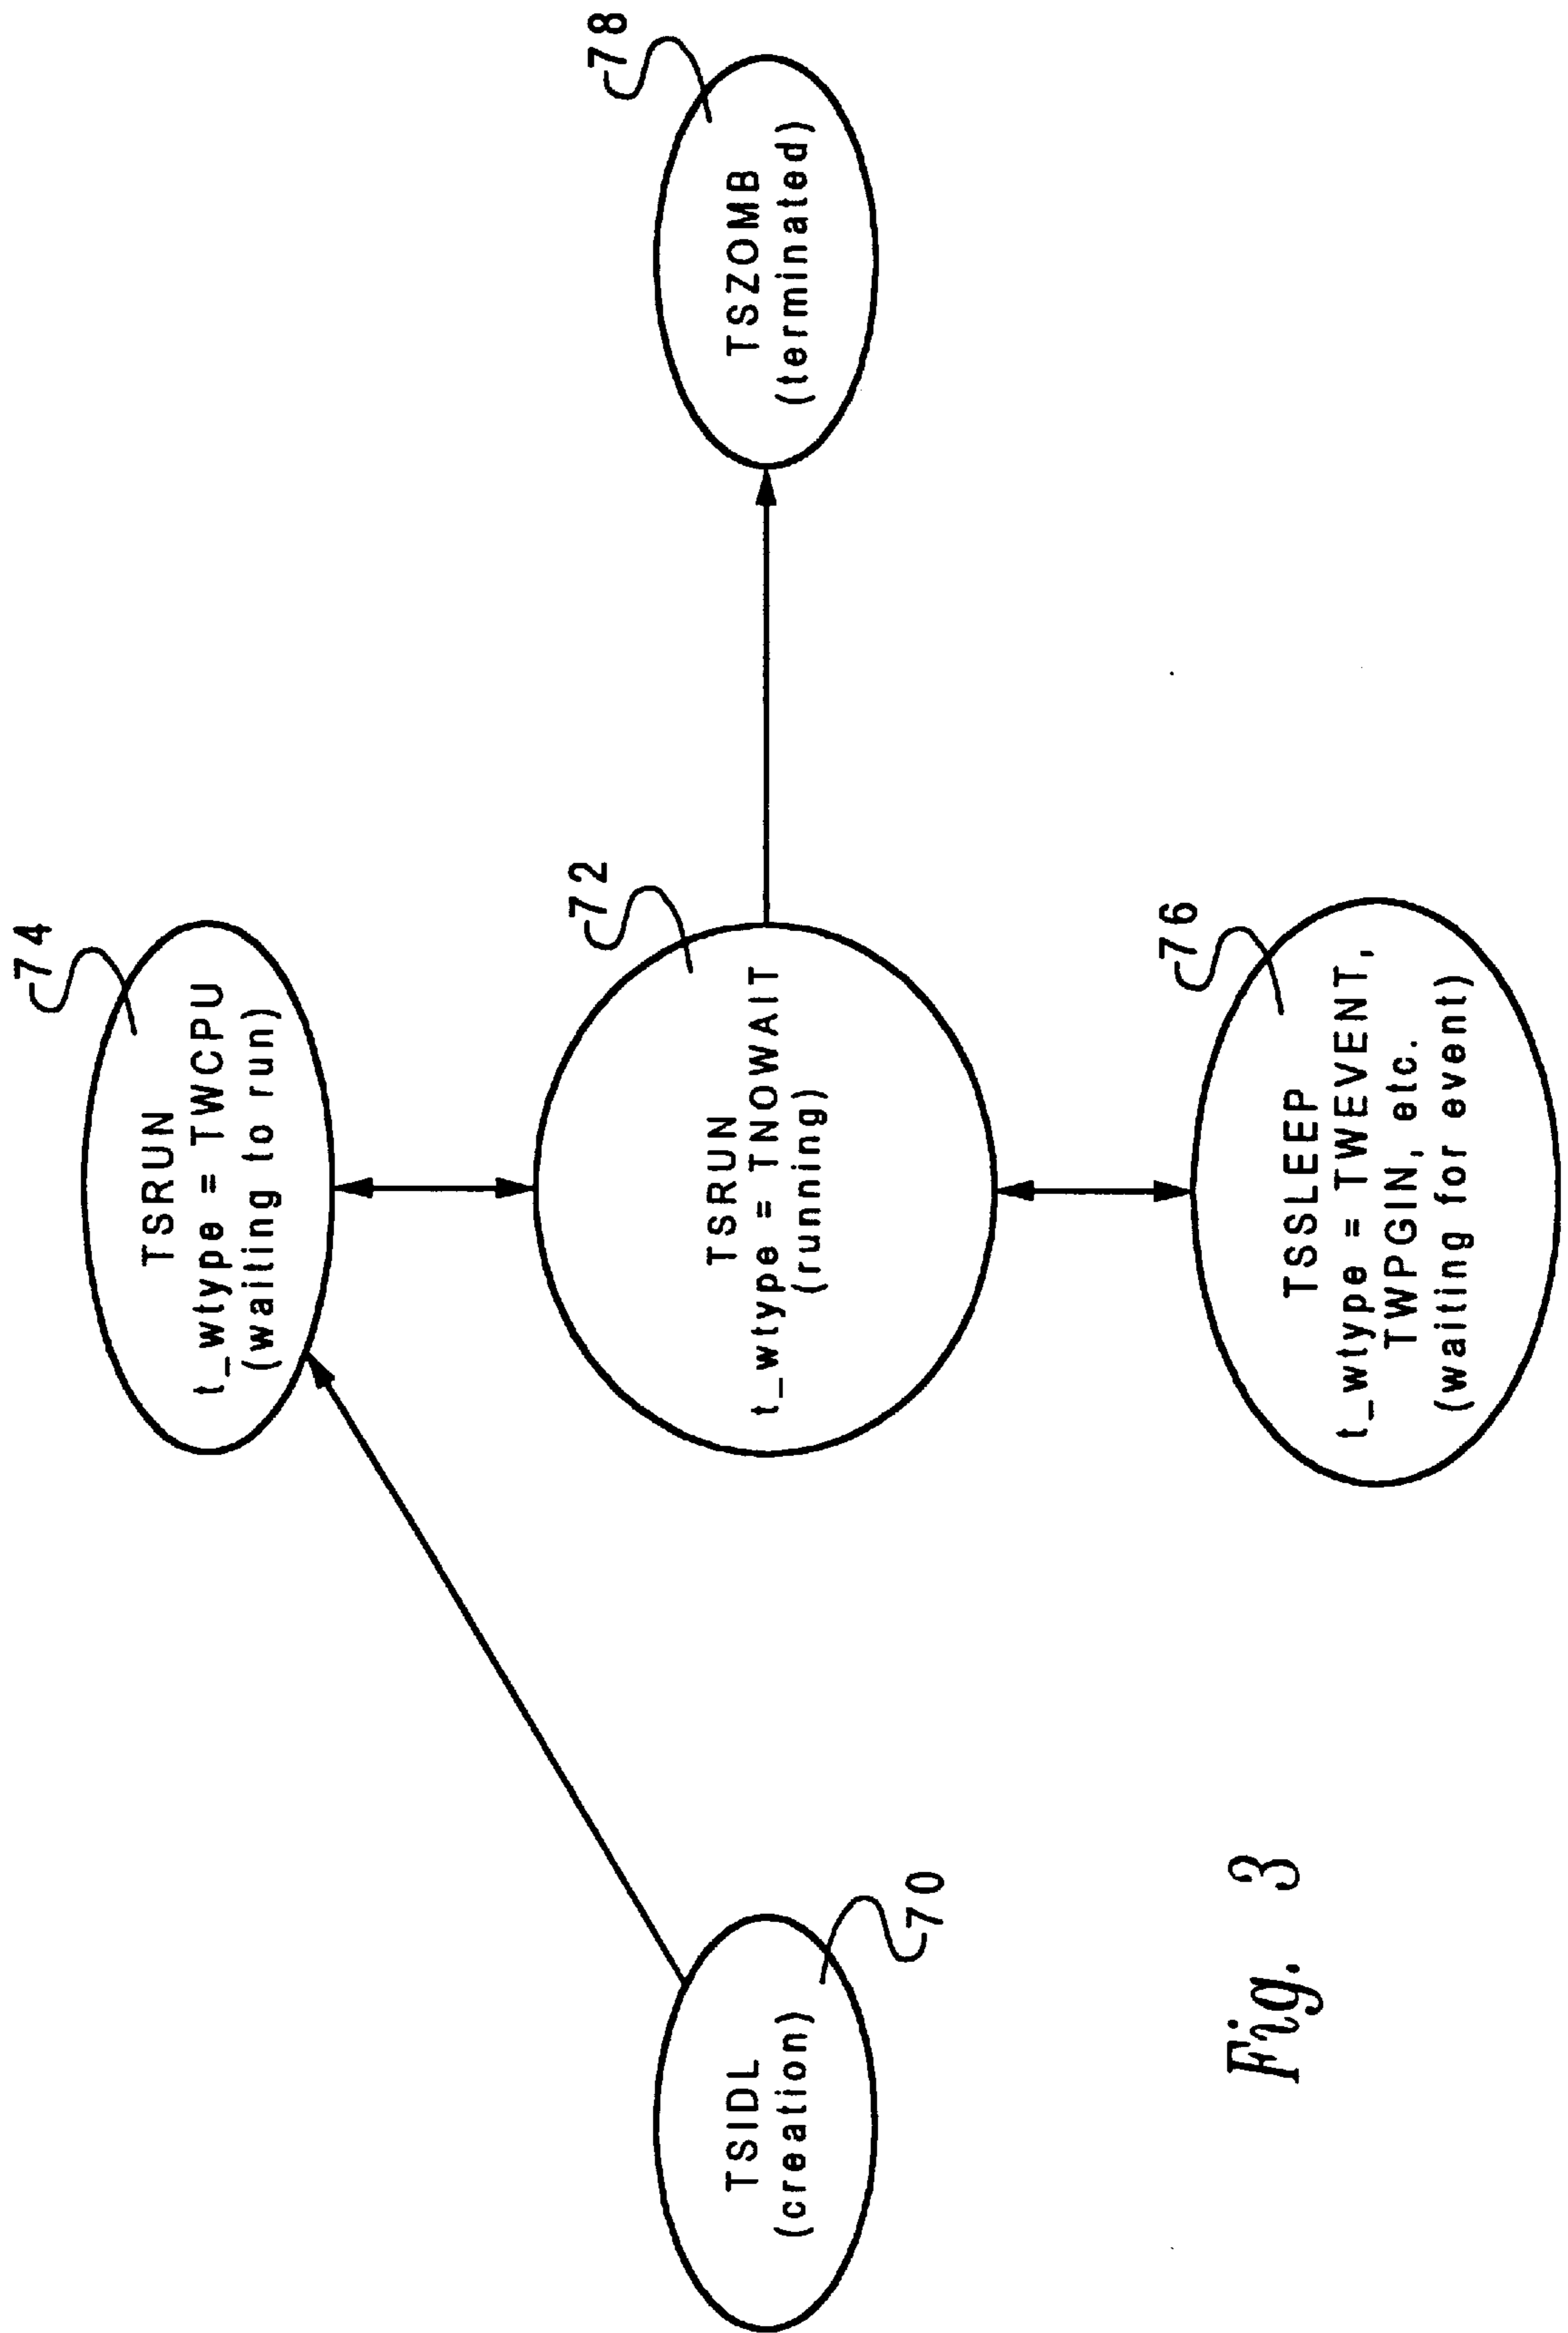 74
TSRUN
t_wtype = TWCPU
(waiting to run)
70
TSIDL
(creation)
72
TSRUN
t_wtype = TNOWAIT
(running)
78
TSZOMB
(terminated)
76
TSSLEEP
t_wtype = TWEVENT,
TWPGIN, etc.
(waiting for event)
Fig. 3